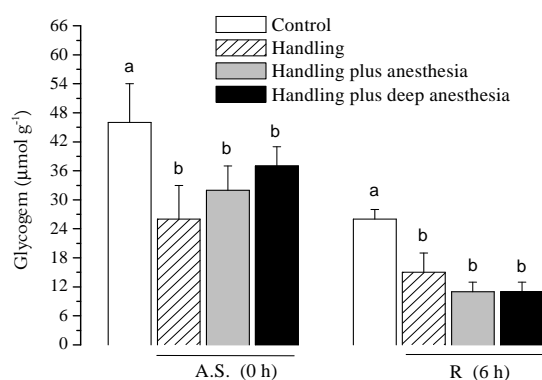 Glycogem (µmol g-1)
66
60
54
48
42
36
30
24
18
12
6
0
Control
Handling
Handling plus anesthesia
Handling plus deep anesthesia
a
b
b
b
a
b
b
b
A.S. (0 h)
R (6 h)